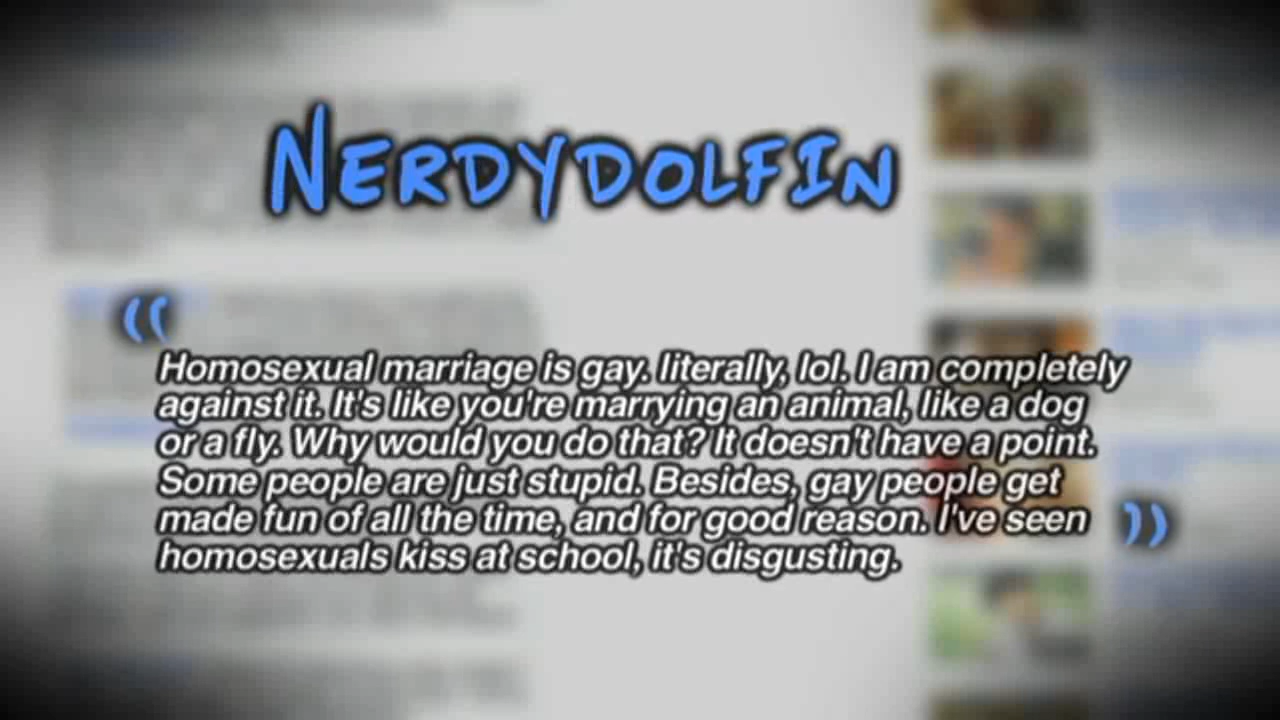 NERDYDOLFIN
“
Homosexual marriage is gay. literally, lol. I am completely
against it. It's like you're marrying an animal, like a dog
or a fly. Why would you do that? It doesn't have a point.
Some people are just stupid. Besides, gay people get
made fun of all the time, and for good reason. I've seen
homosexuals kiss at school, it's disgusting.
”